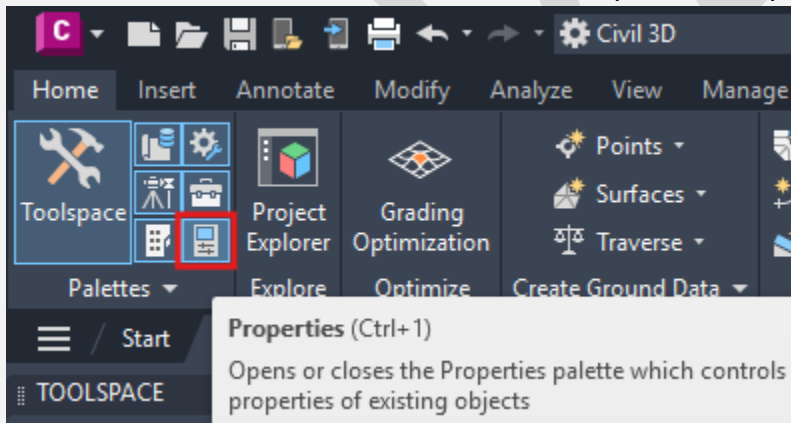 C
Civil 3D
Home Insert Annotate Modify Analyze View Manage
Toolspace
Project
Explorer
Grading
Optimization
Points
Surfaces
Traverse
Palettes
Explore
Optimize
Create Ground Data
Start
Properties (Ctrl+1)
Opens or closes the Properties palette which controls
properties of existing objects
TOOLSPACE